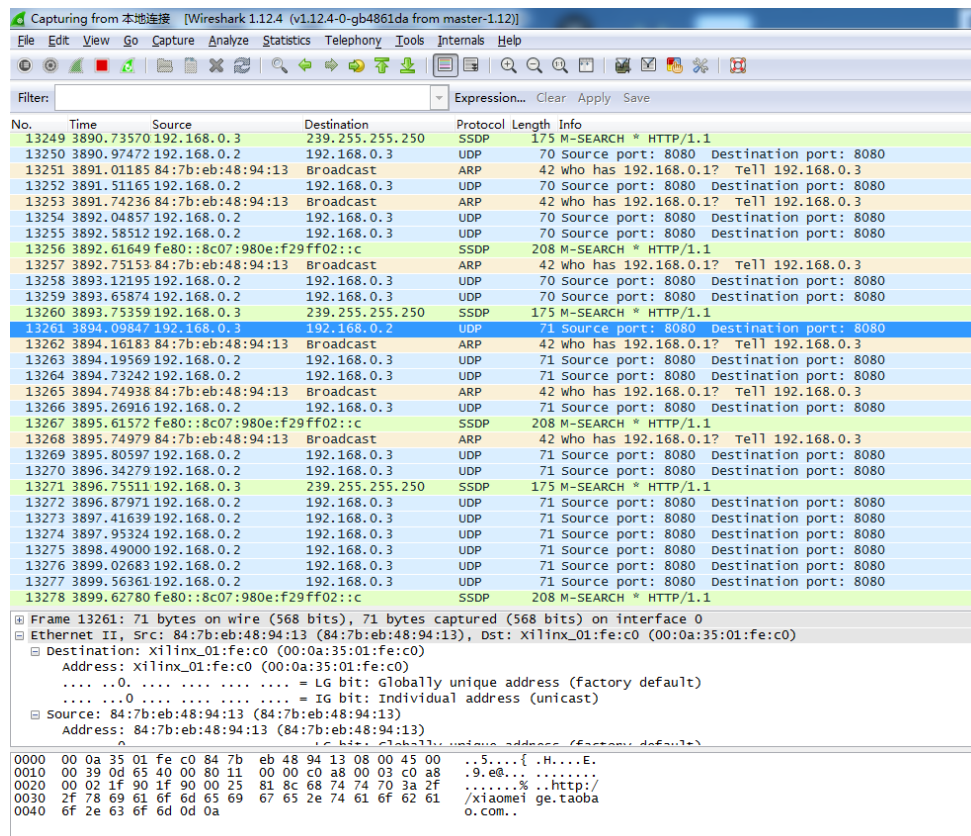 Capturing from 本地连接 [Wireshark 1.12.4 (v1.12.4-0-gb4861da from master-1.12)]
File Edit View Go Capture Analyze Statistics Telephony Tools Internals Help
Filter: Expression... Clear Apply Save
No. Time Source Destination Protocol Length Info
13249 3890.73570 192.168.0.3 239.255.255.250 SSDP 175 M-SEARCH * HTTP/1.1
13250 3890.97472 192.168.0.2 192.168.0.3 UDP 70 Source port: 8080 Destination port: 8080
13251 3891.01185 84:7b:eb:48:94:13 Broadcast ARP 42 Who has 192.168.0.1? Tell 192.168.0.3
13252 3891.51165 192.168.0.2 192.168.0.3 UDP 70 Source port: 8080 Destination port: 8080
13253 3891.74236 84:7b:eb:48:94:13 Broadcast ARP 42 Who has 192.168.0.1? Tell 192.168.0.3
13254 3892.04857 192.168.0.2 192.168.0.3 UDP 70 Source port: 8080 Destination port: 8080
13255 3892.58512 192.168.0.2 192.168.0.3 UDP 70 Source port: 8080 Destination port: 8080
13256 3892.61649 fe80::8c07:980e:f29 ff02::c SSDP 208 M-SEARCH * HTTP/1.1
13257 3892.75153 84:7b:eb:48:94:13 Broadcast ARP 42 Who has 192.168.0.1? Tell 192.168.0.3
13258 3893.12195 192.168.0.2 192.168.0.3 UDP 70 Source port: 8080 Destination port: 8080
13259 3893.65874 192.168.0.2 192.168.0.3 UDP 70 Source port: 8080 Destination port: 8080
13260 3893.75359 192.168.0.3 239.255.255.250 SSDP 175 M-SEARCH * HTTP/1.1
13261 3894.09847 192.168.0.3 192.168.0.2 UDP 71 Source port: 8080 Destination port: 8080
13262 3894.16183 84:7b:eb:48:94:13 Broadcast ARP 42 Who has 192.168.0.1? Tell 192.168.0.3
13263 3894.19569 192.168.0.2 192.168.0.3 UDP 71 Source port: 8080 Destination port: 8080
13264 3894.73242 192.168.0.2 192.168.0.3 UDP 71 Source port: 8080 Destination port: 8080
13265 3894.74938 84:7b:eb:48:94:13 Broadcast ARP 42 Who has 192.168.0.1? Tell 192.168.0.3
13266 3895.26916 192.168.0.2 192.168.0.3 UDP 71 Source port: 8080 Destination port: 8080
13267 3895.61572 fe80::8c07:980e:f29 ff02::c SSDP 208 M-SEARCH * HTTP/1.1
13268 3895.74979 84:7b:eb:48:94:13 Broadcast ARP 42 Who has 192.168.0.1? Tell 192.168.0.3
13269 3895.80597 192.168.0.2 192.168.0.3 UDP 71 Source port: 8080 Destination port: 8080
13270 3896.34279 192.168.0.2 192.168.0.3 UDP 71 Source port: 8080 Destination port: 8080
13271 3896.75511 192.168.0.3 239.255.255.250 SSDP 175 M-SEARCH * HTTP/1.1
13272 3896.87971 192.168.0.2 192.168.0.3 UDP 71 Source port: 8080 Destination port: 8080
13273 3897.41639 192.168.0.2 192.168.0.3 UDP 71 Source port: 8080 Destination port: 8080
13274 3897.95324 192.168.0.2 192.168.0.3 UDP 71 Source port: 8080 Destination port: 8080
13275 3898.49000 192.168.0.2 192.168.0.3 UDP 71 Source port: 8080 Destination port: 8080
13276 3899.02683 192.168.0.2 192.168.0.3 UDP 71 Source port: 8080 Destination port: 8080
13277 3899.56361 192.168.0.2 192.168.0.3 UDP 71 Source port: 8080 Destination port: 8080
13278 3899.62780 fe80::8c07:980e:f29 ff02::c SSDP 208 M-SEARCH * HTTP/1.1
Frame 13261: 71 bytes on wire (568 bits), 71 bytes captured (568 bits) on interface 0
Ethernet II, Src: 84:7b:eb:48:94:13 (84:7b:eb:48:94:13), Dst: Xilinx_01:fe:c0 (00:0a:35:01:fe:c0)
Destination: Xilinx_01:fe:c0 (00:0a:35:01:fe:c0)
Address: Xilinx_01:fe:c0 (00:0a:35:01:fe:c0)
.... ..0. .... .... .... .... = LG bit: Globally unique address (factory default)
.... ...0 .... .... .... .... = IG bit: Individual address (unicast)
Source: 84:7b:eb:48:94:13 (84:7b:eb:48:94:13)
Address: 84:7b:eb:48:94:13 (84:7b:eb:48:94:13)
LG bit: Globally unique address (factory default)
0000 00 0a 35 01 fe c0 84 7b eb 48 94 13 08 00 45 00 ..5....{ .H....E.
0010 00 39 0d 65 40 00 80 11 00 00 c0 a8 00 03 c0 a8 .9.e@... ........
0020 00 02 1f 90 1f 90 00 25 81 8c 68 74 74 70 3a 2f .......% ..http:/
0030 2f 78 69 61 6f 6d 65 69 67 65 2e 74 61 6f 62 61 /xiaomei ge.taoba
0040 6f 2e 63 6f 6d 0d 0a o.com..